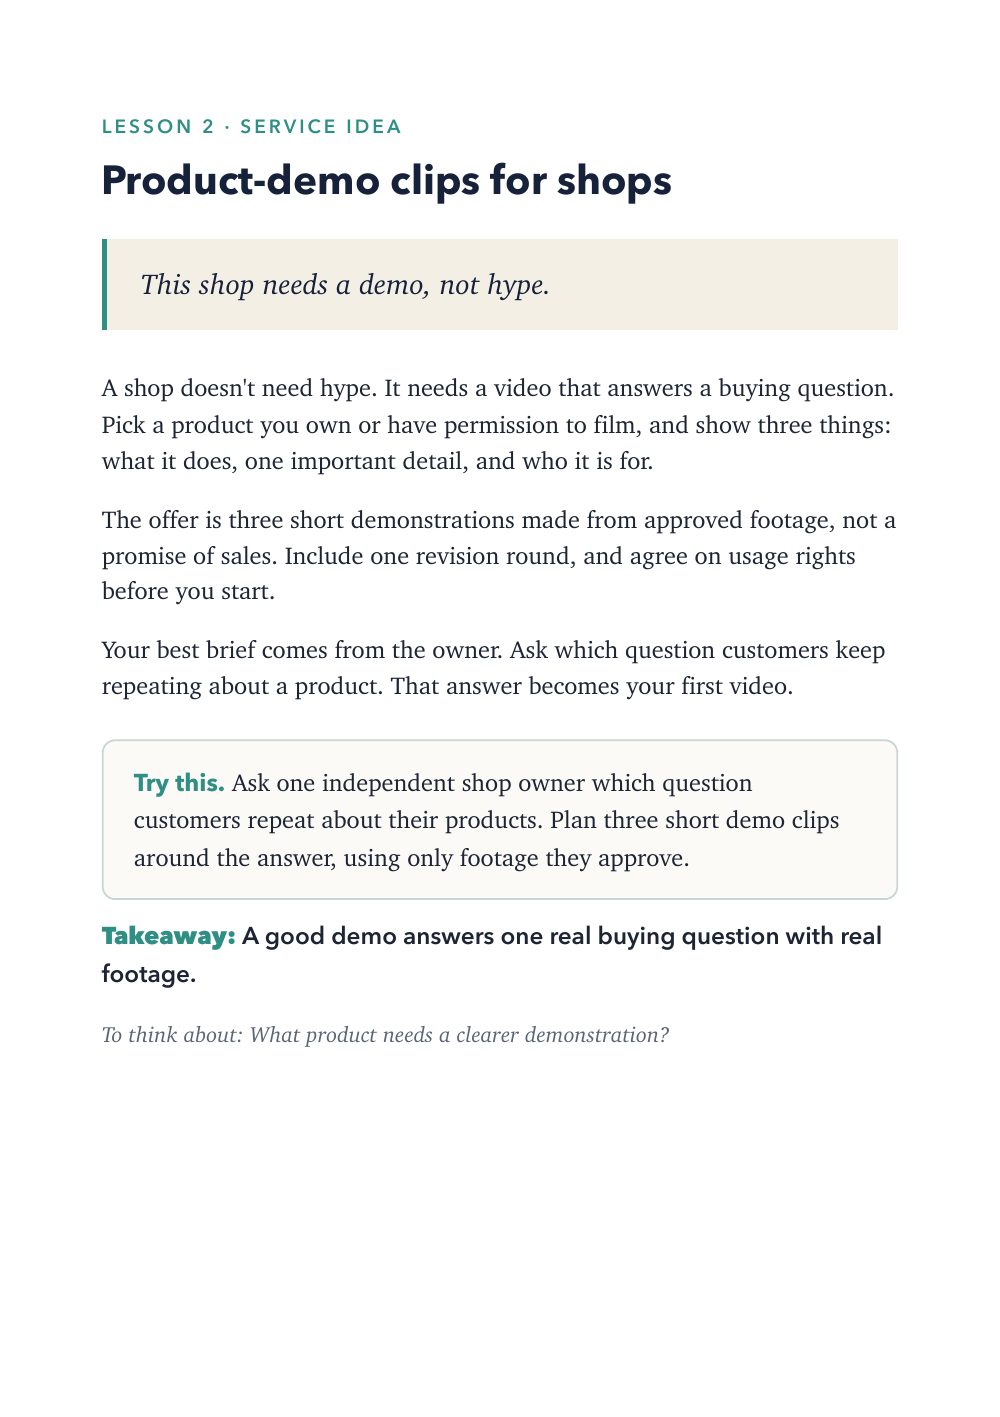 LESSON 2 · SERVICE IDEA
Product-demo clips for shops
This shop needs a demo, not hype.
A shop doesn't need hype. It needs a video that answers a buying question.
Pick a product you own or have permission to film, and show three things:
what it does, one important detail, and who it is for.
The offer is three short demonstrations made from approved footage, not a
promise of sales. Include one revision round, and agree on usage rights
before you start.
Your best brief comes from the owner. Ask which question customers keep
repeating about a product. That answer becomes your first video.
Try this. Ask one independent shop owner which question
customers repeat about their products. Plan three short demo clips
around the answer, using only footage they approve.
Takeaway: A good demo answers one real buying question with real
footage.
To think about: What product needs a clearer demonstration?